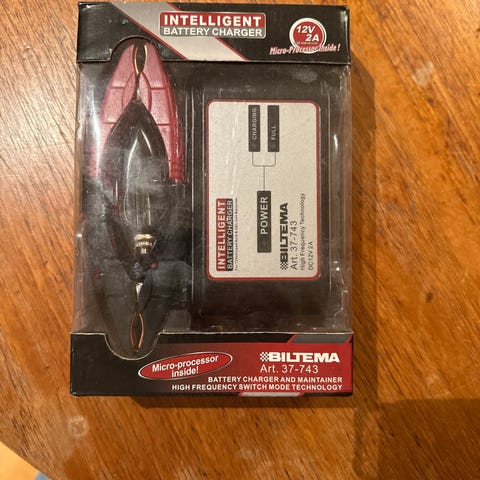 INTELLIGENT
BATTERY CHARGER
12V
2A
Micro-Processor Inside!
CHARGING
FULL
POWER
INTELLIGENT
BATTERY CHARGER
BILTEMA
Art. 37-743
High Frequency Technology
DC12V 2A
Micro-processor
inside!
BILTEMA
Art. 37-743
BATTERY CHARGER AND MAINTAINER
HIGH FREQUENCY SWITCH MODE TECHNOLOGY